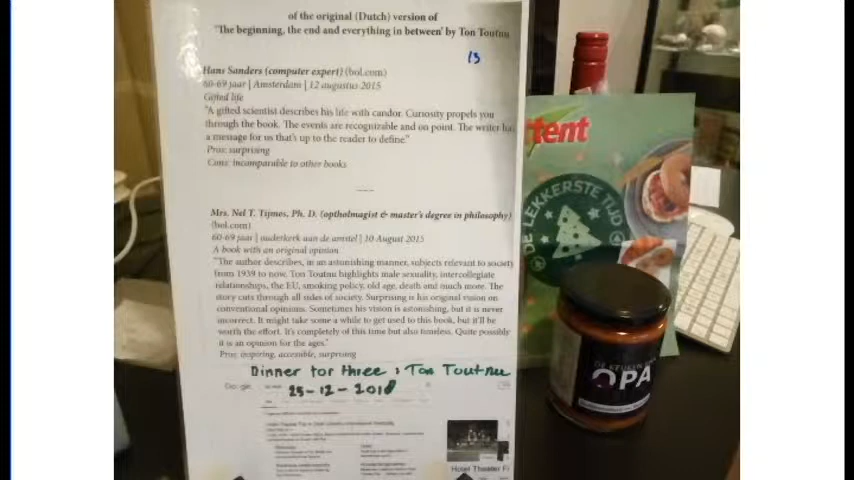 of the original (Dutch) version of
'The beginning, the end and everything in between' by Ton Toutnu
13
Hans Sanders (computer expert) (bol.com)
60-69 jaar | Amsterdam | 12 augustus 2015
Gifted life
"A gifted scientist describes his life with candor. Curiosity propels you
through the book. The events are recognizable and on point. The writer ha
a message for us that's up to the reader to define."
Pros: surprising
Cons: incomparable to other books
----
Mrs. Nel T. Tijmes, Ph. D. (optholmagist & master's degree in philosophy)
(bol.com)
60-69 jaar | ouderkerk aan de amstel | 10 August 2015
A book with an original opinion.
"The author describes, in an astonishing manner, subjects relevant to society
from 1939 to now. Ton Toutnu highlights male sexuality, intercollegiate
relationships, the EU, smoking policy, old age, death and much more. The
story cuts through all sides of society. Surprising is his original vision on
conventional opinions. Sometimes his vision is astonishing, but it is never
incorrect. It might take some a while to get used to this book, but it'll be
worth the effort. It's completely of this time but also timeless. Quite possibly
it is an opinion for the ages."
Pros: inspiring, accesible, surprising
Dinner for three : Ton Toutnu
Google
25-12-2018
Hotel Theater Fi
tent
DE LEKKERSTE TIJD
DE KEUKEN VAN
OPA